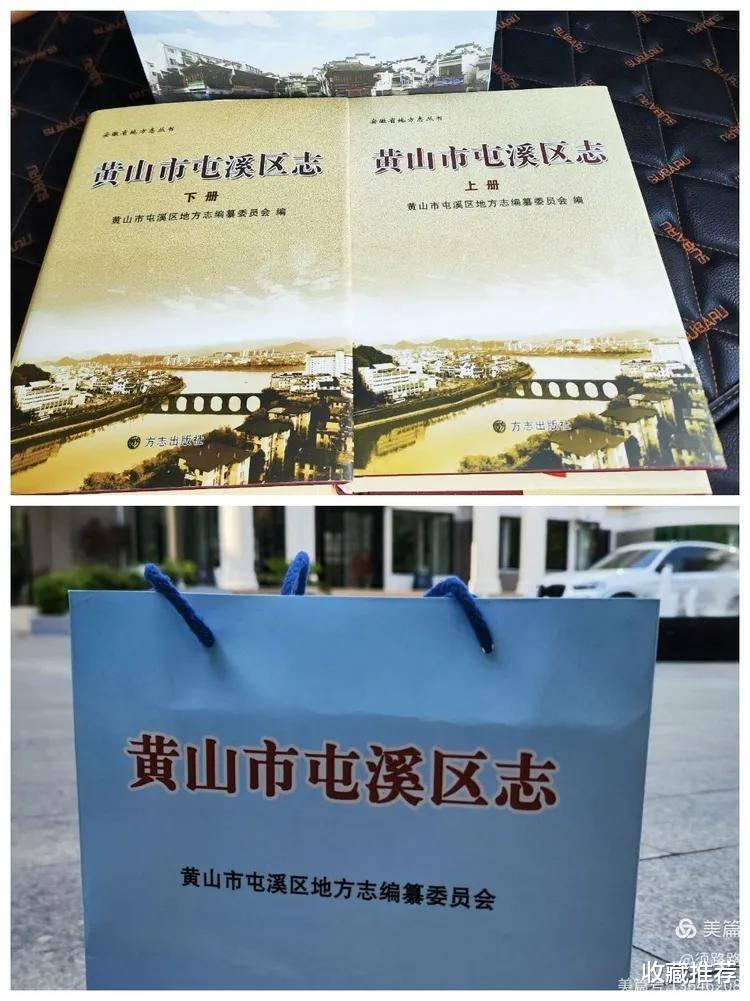 安徽省地方志丛书
黄山市屯溪区志
下册
黄山市屯溪区地方志编纂委员会 编
方志出版社
安徽省地方志丛书
黄山市屯溪区志
上册
黄山市屯溪区地方志编纂委员会 编
方志出版社
SUBARU
SUBARU
SUBARU
SUBARU
黄山市屯溪区志
黄山市屯溪区地方志编纂委员会
美篇
收藏推荐